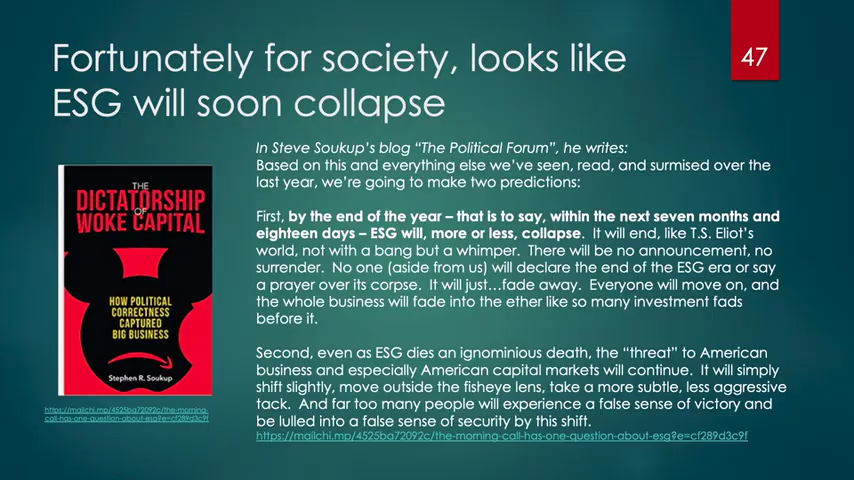 Fortunately for society, looks like
ESG will soon collapse
47
In Steve Soukup's blog "The Political Forum", he writes:
Based on this and everything else we've seen, read, and surmised over the
last year, we're going to make two predictions:
First, by the end of the year – that is to say, within the next seven months and
eighteen days – ESG will, more or less, collapse. It will end, like T.S. Eliot's
world, not with a bang but a whimper. There will be no announcement, no
surrender. No one (aside from us) will declare the end of the ESG era or say
a prayer over its corpse. It will just…fade away. Everyone will move on, and
the whole business will fade into the ether like so many investment fads
before it.
Second, even as ESG dies an ignominious death, the "threat" to American
business and especially American capital markets will continue. It will simply
shift slightly, move outside the fisheye lens, take a more subtle, less aggressive
tack. And far too many people will experience a false sense of victory and
be lulled into a false sense of security by this shift.
https://mailchi.mp/4525ba72092c/the-morning-call-has-one-question-about-esg?e=cf289d3c9f
THE
DICTATORSHIP
OF
WOKE CAPITAL
HOW POLITICAL
CORRECTNESS
CAPTURED
BIG BUSINESS
Stephen R. Soukup
https://mailchi.mp/4525ba72092c/the-morning-
call-has-one-question-about-esg?e=cf289d3c9f